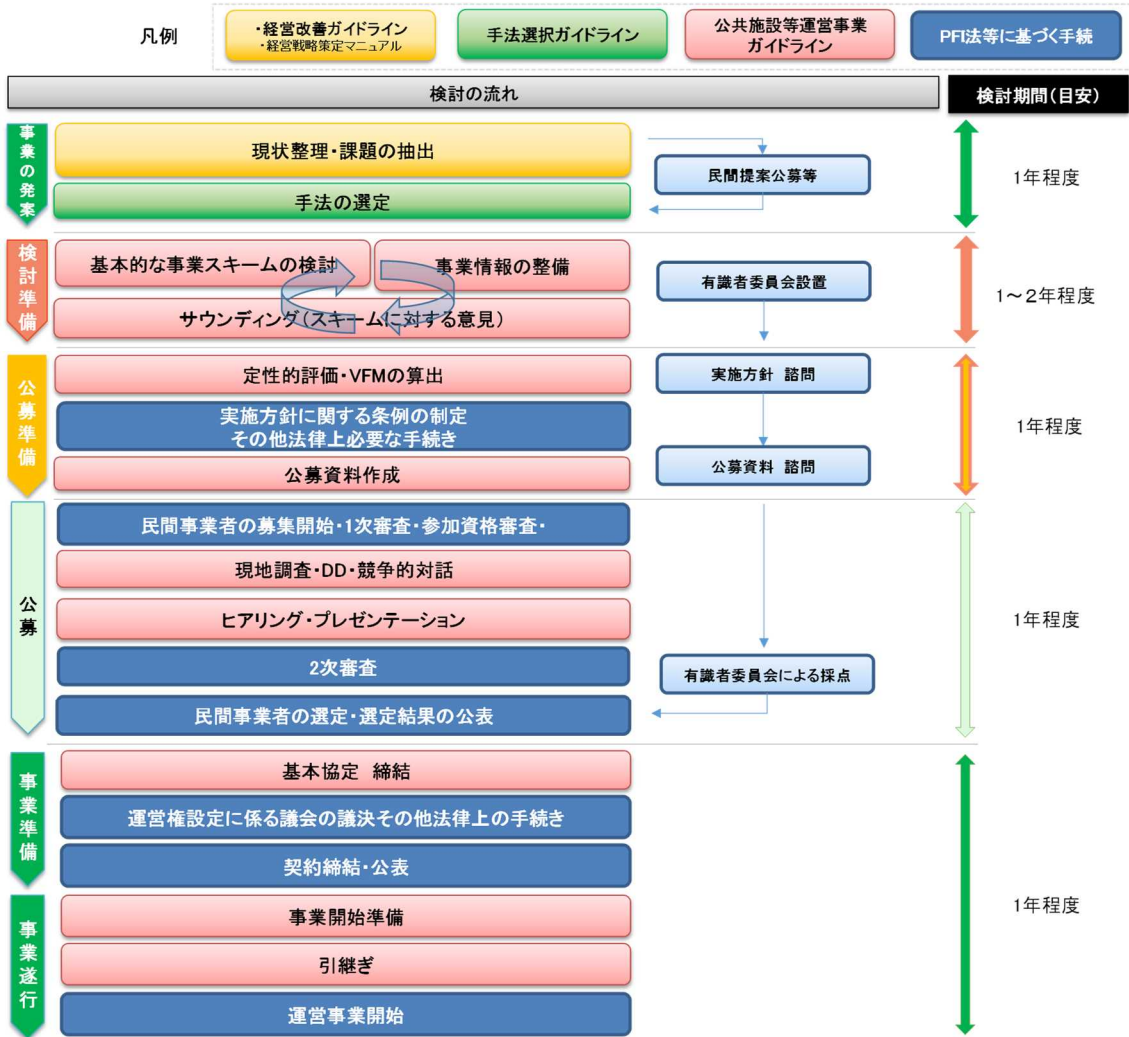 凡例
・経営改善ガイドライン
・経営戦略策定マニュアル
手法選択ガイドライン
公共施設等運営事業
ガイドライン
PFI法等に基づく手続
検討の流れ
検討期間(目安)
事業の発案
現状整理・課題の抽出
民間提案公募等
手法の選定
1年程度
検討準備
基本的な事業スキームの検討
事業情報の整備
有識者委員会設置
サウンディング(スキームに対する意見)
1～2年程度
公募準備
定性的評価・VFMの算出
実施方針 諮問
実施方針に関する条例の制定
その他法律上必要な手続き
公募資料作成
公募資料 諮問
1年程度
公募
民間事業者の募集開始・1次審査・参加資格審査・
現地調査・DD・競争的対話
ヒアリング・プレゼンテーション
2次審査
有識者委員会による採点
民間事業者の選定・選定結果の公表
1年程度
事業準備
基本協定 締結
運営権設定に係る議会の議決その他法律上の手続き
契約締結・公表
事業遂行
事業開始準備
引継ぎ
運営事業開始
1年程度